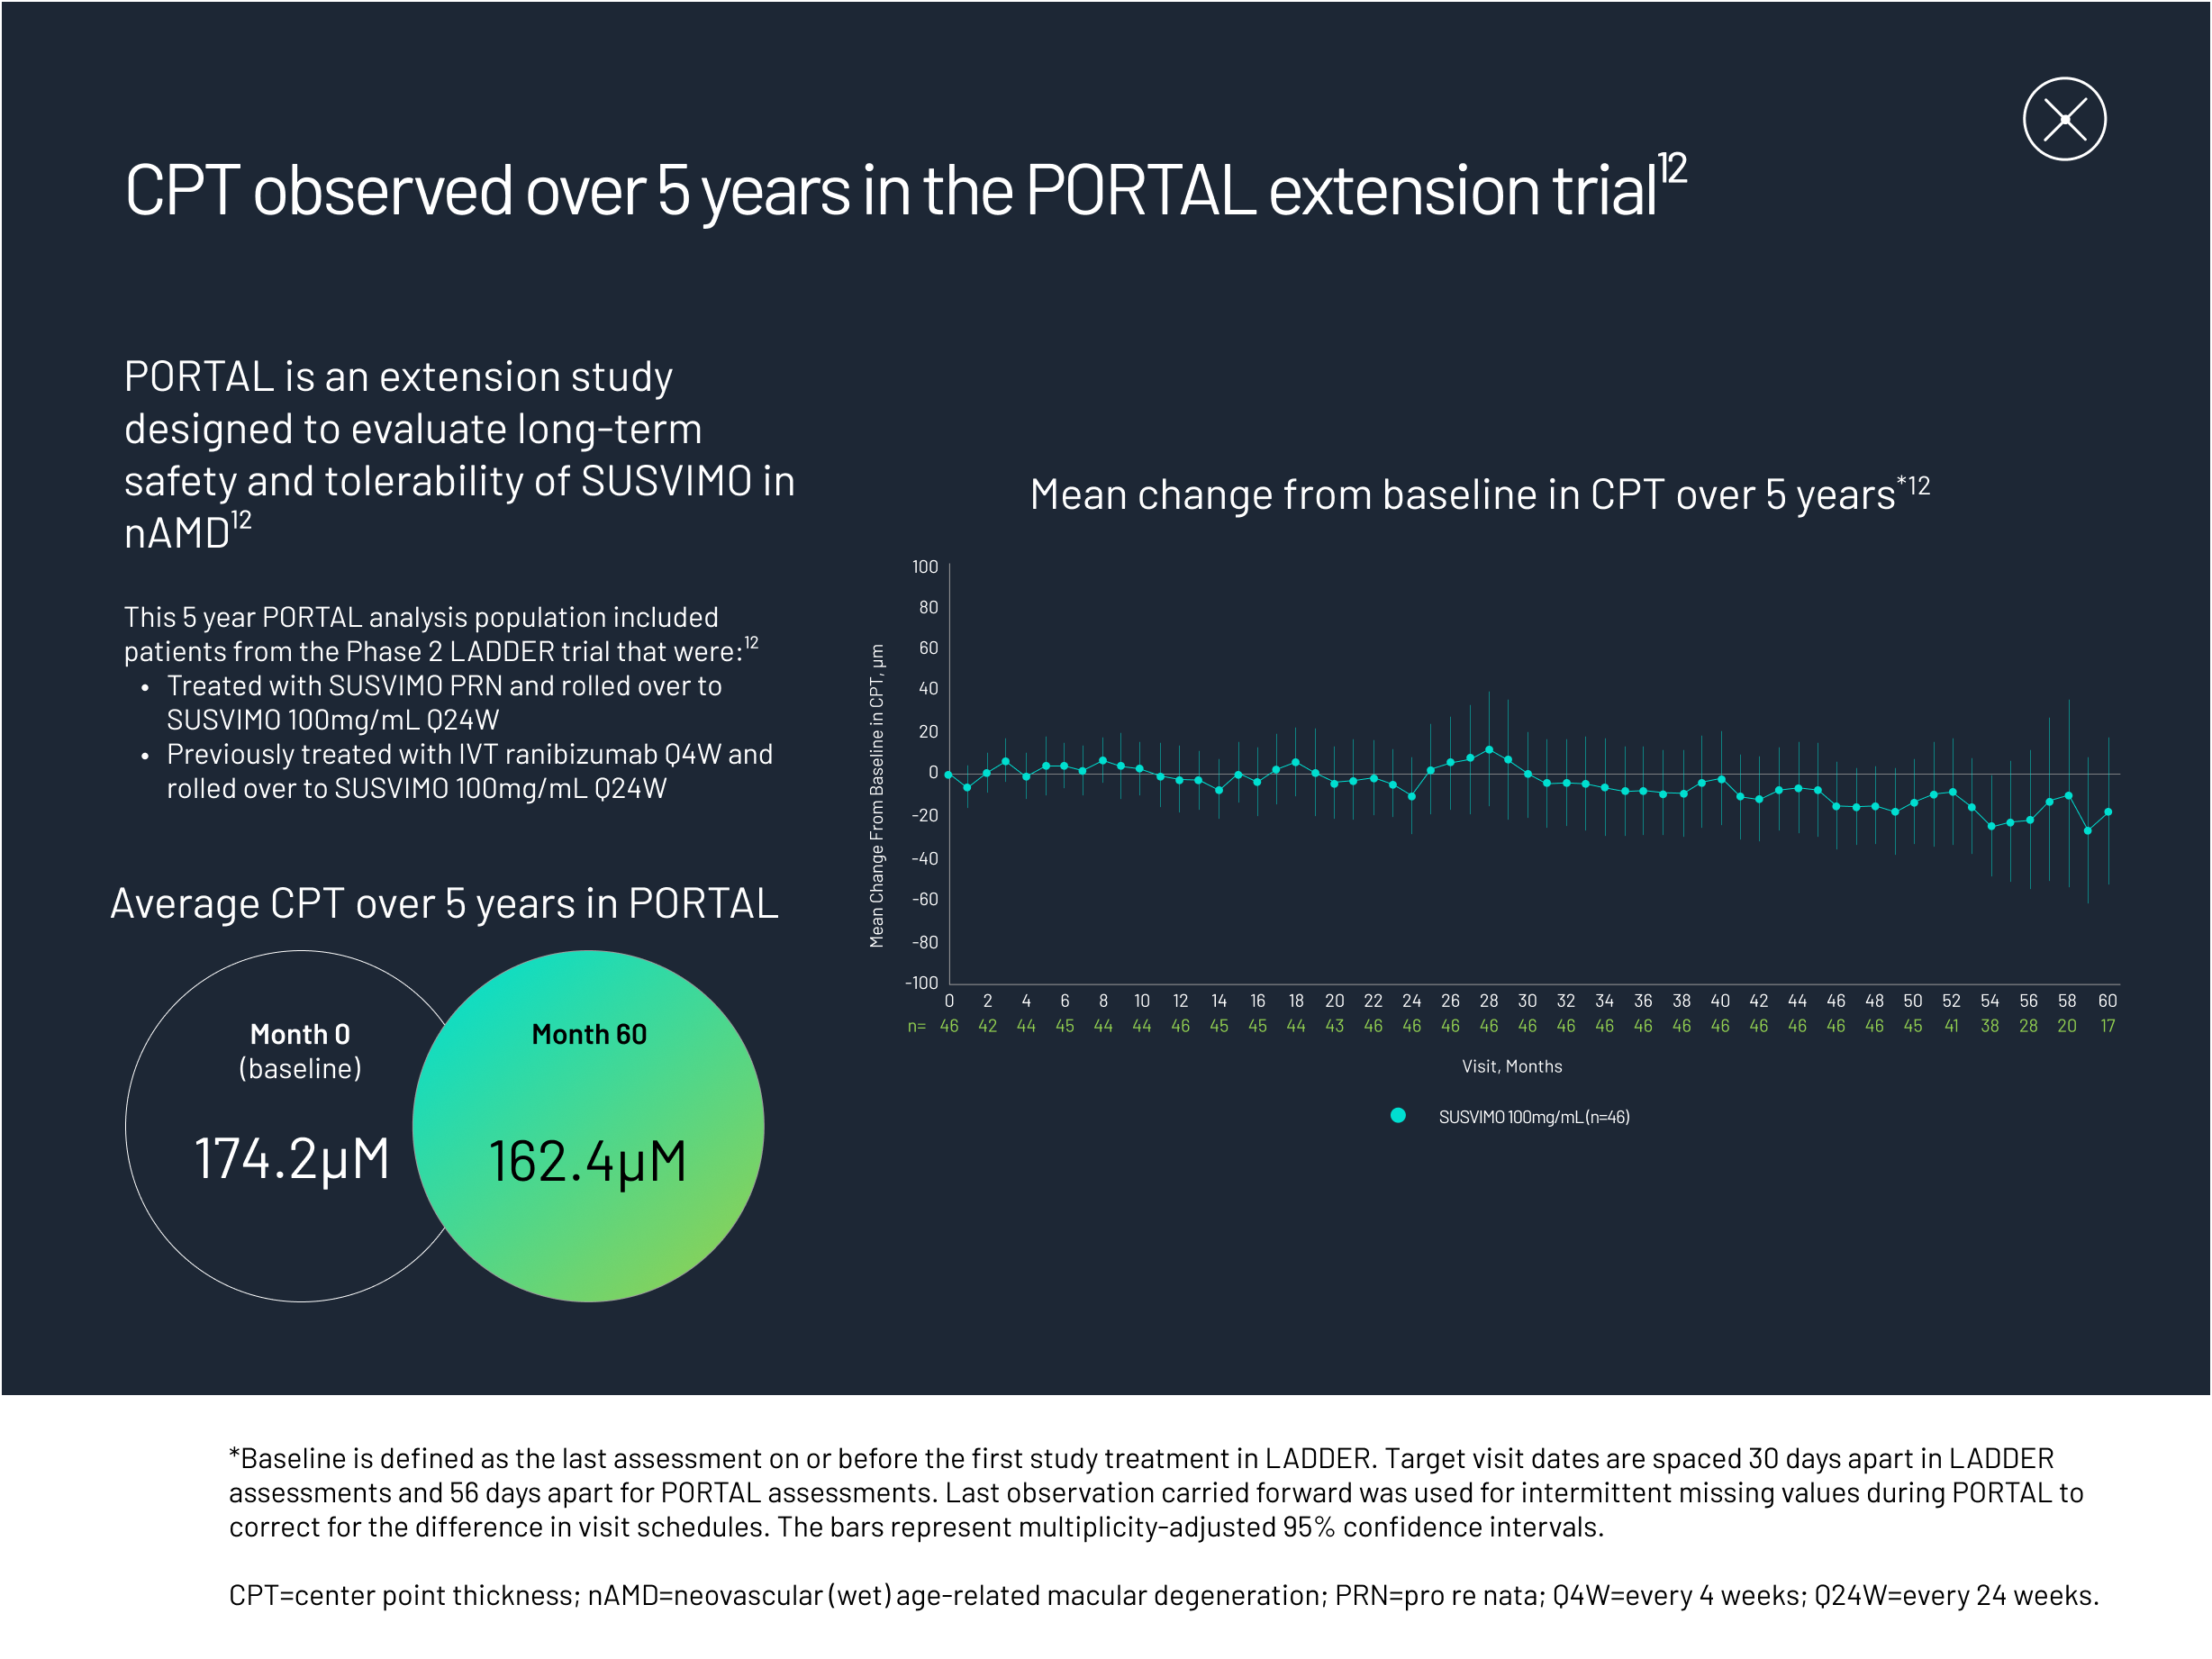 CPT observed over 5 years in the PORTAL extension trial12
PORTAL is an extension study
designed to evaluate long-term
safety and tolerability of SUSVIMO in
nAMD12
This 5 year PORTAL analysis population included
patients from the Phase 2 LADDER trial that were:12
• Treated with SUSVIMO PRN and rolled over to
SUSVIMO 100mg/mL Q24W
• Previously treated with IVT ranibizumab Q4W and
rolled over to SUSVIMO 100mg/mL Q24W
Average CPT over 5 years in PORTAL
Month 0
(baseline)
174.2µM
Month 60
162.4µM
Mean change from baseline in CPT over 5 years*12
Mean Change From Baseline in CPT, µm
100
80
60
40
20
0
-20
-40
-60
-80
-100
0 2 4 6 8 10 12 14 16 18 20 22 24 26 28 30 32 34 36 38 40 42 44 46 48 50 52 54 56 58 60
n= 46 42 44 45 44 44 46 45 45 44 43 46 46 46 46 46 46 46 46 46 46 46 46 46 46 45 41 38 28 20 17
Visit, Months
SUSVIMO 100mg/mL (n=46)
*Baseline is defined as the last assessment on or before the first study treatment in LADDER. Target visit dates are spaced 30 days apart in LADDER
assessments and 56 days apart for PORTAL assessments. Last observation carried forward was used for intermittent missing values during PORTAL to
correct for the difference in visit schedules. The bars represent multiplicity-adjusted 95% confidence intervals.
CPT=center point thickness; nAMD=neovascular (wet) age-related macular degeneration; PRN=pro re nata; Q4W=every 4 weeks; Q24W=every 24 weeks.